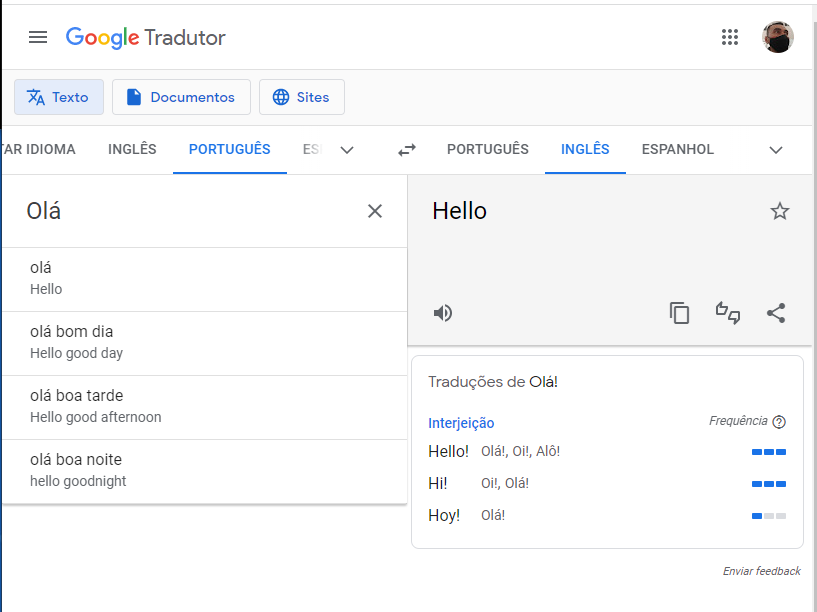 Google Tradutor
Texto
Documentos
Sites
TAR IDIOMA INGLÊS PORTUGUÊS ES PORTUGUÊS INGLÊS ESPANHOL
Olá
olá
Hello
olá bom dia
Hello good day
olá boa tarde
Hello good afternoon
olá boa noite
hello goodnight
Hello
Traduções de Olá!
Interjeição Frequência
Hello! Olá!, Oi!, Alô!
Hi! Oi!, Olá!
Hoy! Olá!
Enviar feedback